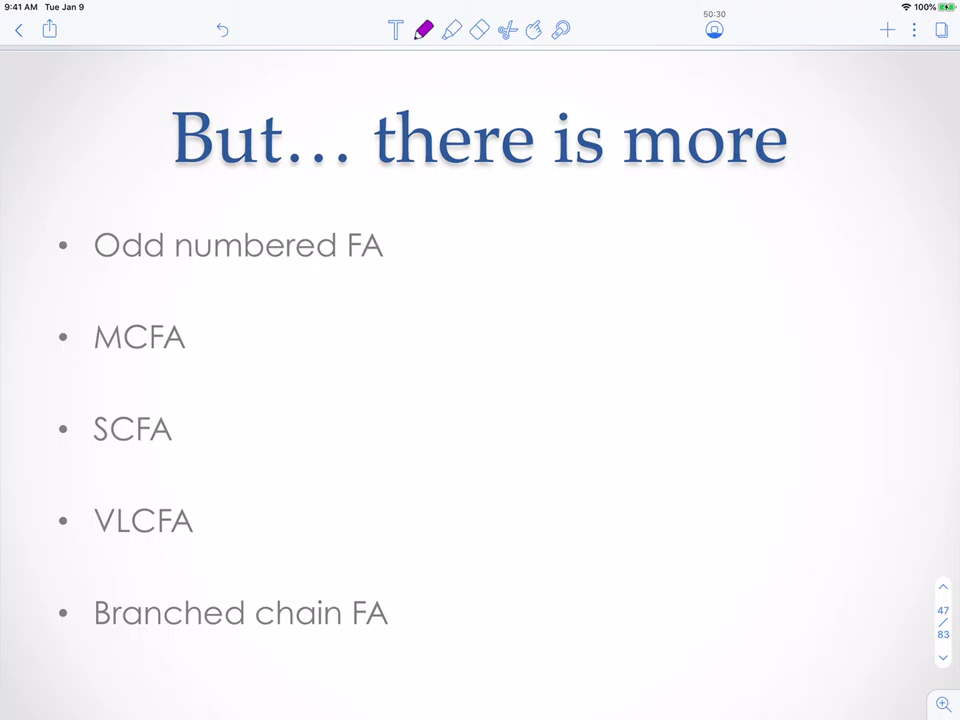 9:41 AM Tue Jan 9
100%
50:30
But… there is more
• Odd numbered FA
• MCFA
• SCFA
• VLCFA
• Branched chain FA
47
/
83